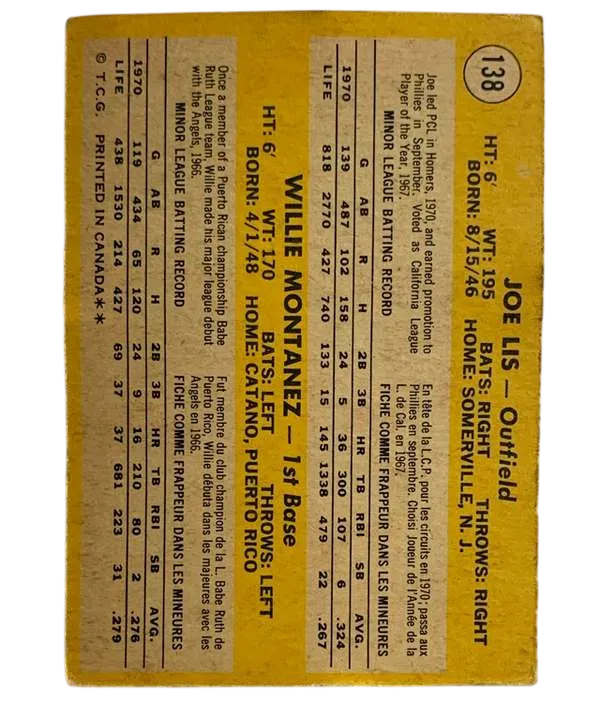 138
JOE LIS — Outfield
HT: 6' WT: 195 BATS: RIGHT THROWS: RIGHT
BORN: 8/15/46 HOME: SOMERVILLE, N. J.
Joe led PCL in Homers, 1970, and earned promotion to
Phillies in September. Voted as California League
Player of the Year, 1967.
En tête de la L.C.P. pour les circuits en 1970; passa aux
Phillies en septembre. Choisi Joueur de l'Année de la
L. de Cal. en 1967.
MINOR LEAGUE BATTING RECORD FICHE COMME FRAPPEUR DANS LES MINEURES
G AB R H 2B 3B HR TB RBI SB AVG.
1970 139 487 102 158 24 5 36 300 107 6 .324
LIFE 818 2770 427 740 133 15 145 1338 479 22 .267
WILLIE MONTANEZ — 1st Base
HT: 6' WT: 170 BATS: LEFT THROWS: LEFT
BORN: 4/1/48 HOME: CATANO, PUERTO RICO
Once a member of a Puerto Rican championship Babe
Ruth League team, Willie made his major league debut
with the Angels, 1966.
Fut membre du club champion de la L. Babe Ruth de
Puerto Rico, Willie débuta dans les majeures avec les
Angels en 1966.
MINOR LEAGUE BATTING RECORD FICHE COMME FRAPPEUR DANS LES MINEURES
G AB R H 2B 3B HR TB RBI SB AVG.
1970 119 434 65 120 24 9 16 210 80 2 .276
LIFE 438 1530 214 427 69 37 37 681 223 31 .279
© T.C.G. PRINTED IN CANADA**